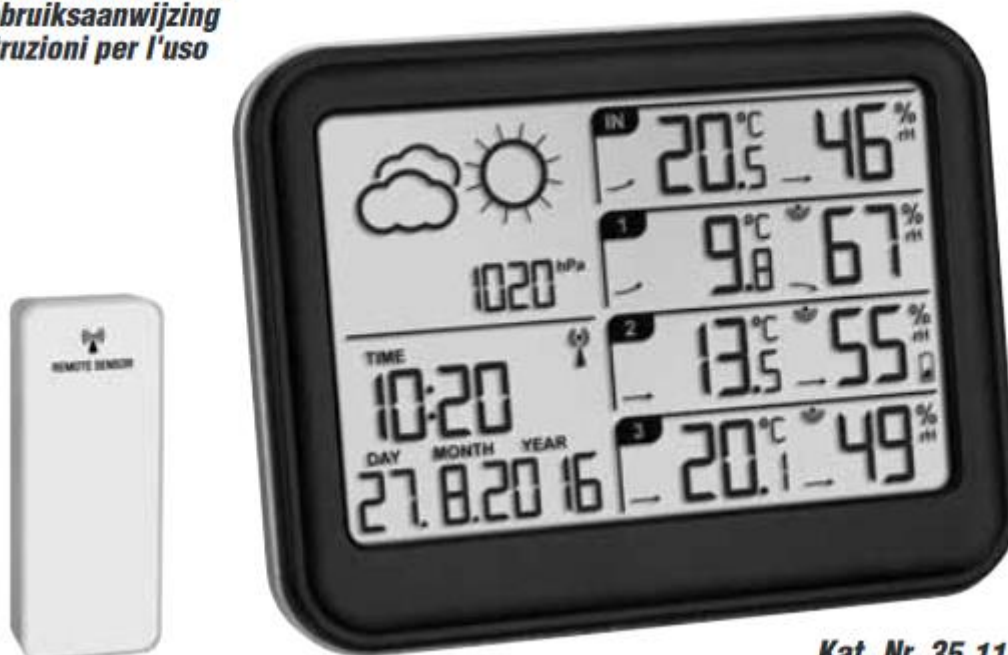 bruiksaanwijzing
ruzioni per l'uso
REMOTE SENSOR
1020 hPa
TIME
10:20
DAY MONTH YEAR
27. 8.2016
IN 20.5 °C 46 % rH
1 9.8 °C 67 % rH
2 13.5 °C 55 % rH
3 20.1 °C 49 % rH
Kat. Nr. 35.11